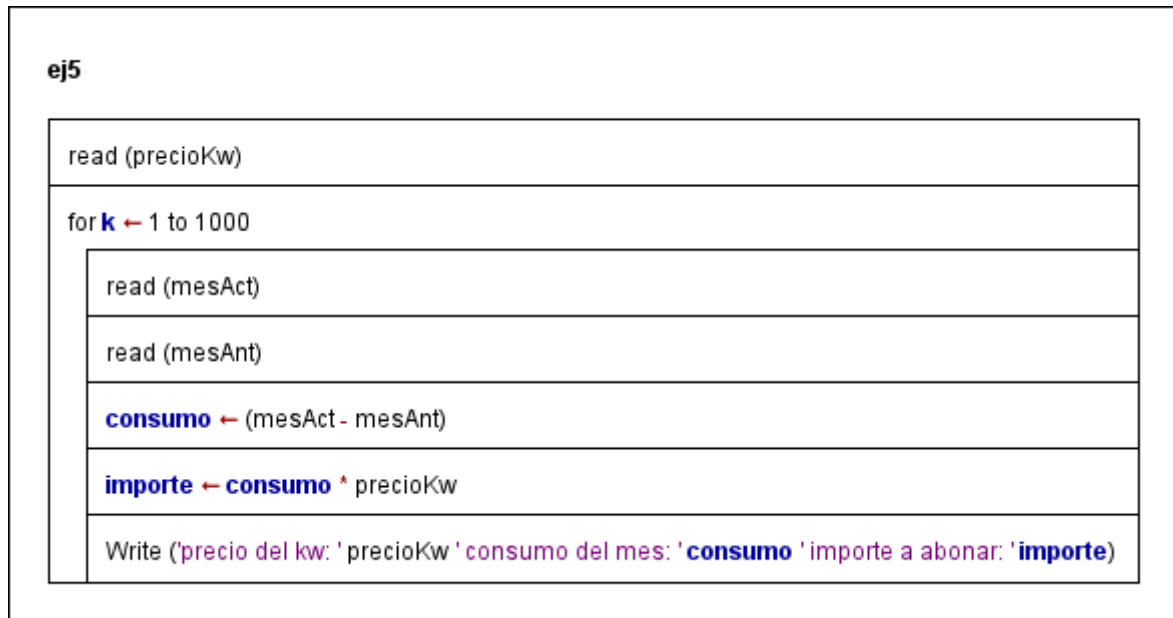 ej5
read (precioKw)
for k ← 1 to 1000
read (mesAct)
read (mesAnt)
consumo ← (mesAct - mesAnt)
importe ← consumo * precioKw
Write ('precio del kw: ' precioKw ' consumo del mes: ' consumo ' importe a abonar: ' importe)